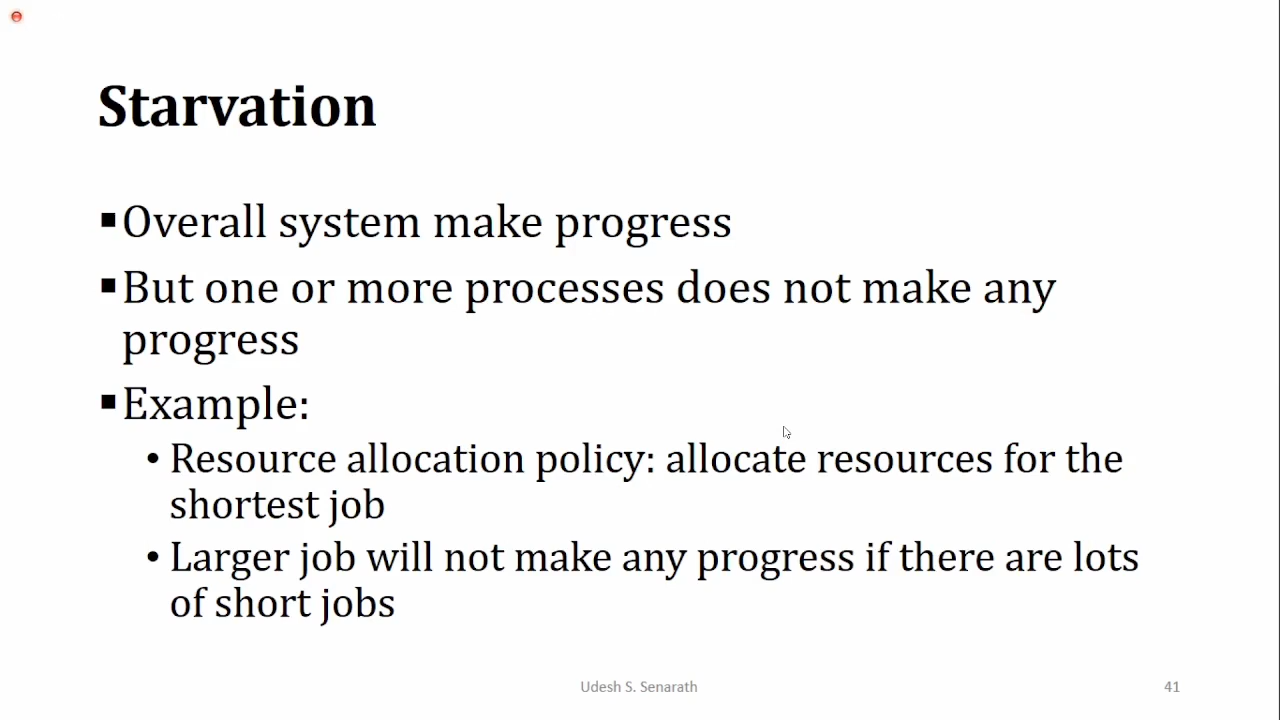 Starvation
▪Overall system make progress
▪But one or more processes does not make any
progress
▪Example:
• Resource allocation policy: allocate resources for the
shortest job
• Larger job will not make any progress if there are lots
of short jobs
Udesh S. Senarath
41